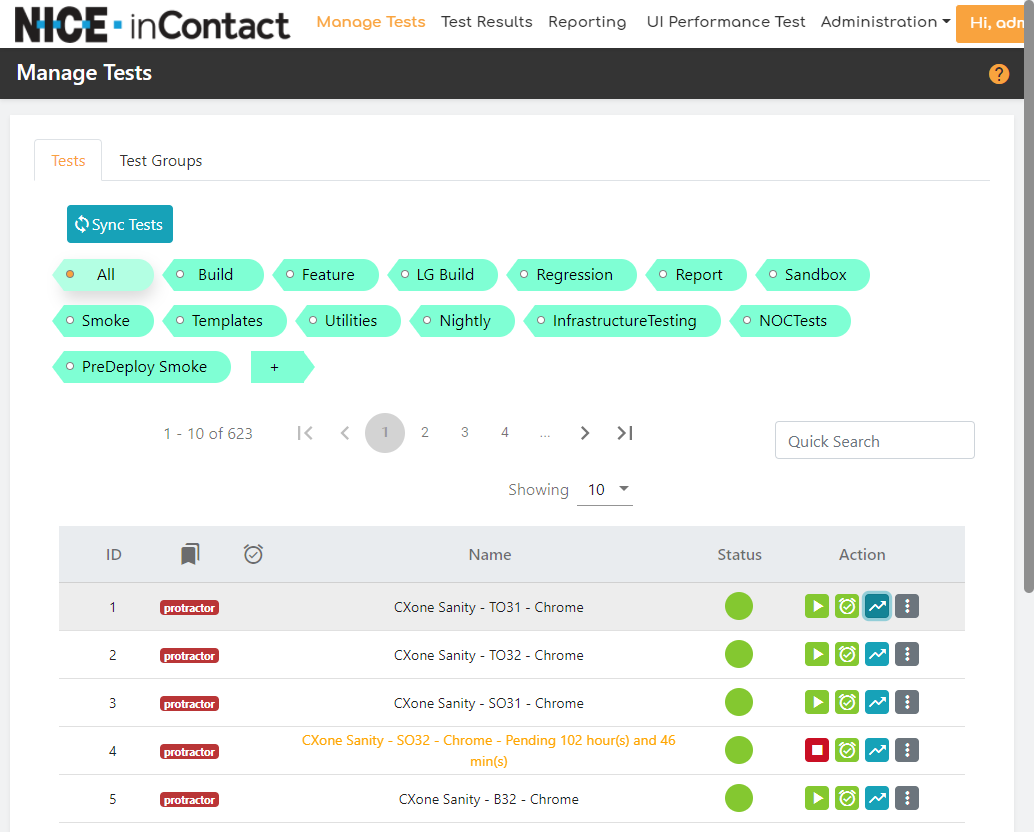 NICE inContact Manage Tests Test Results Reporting UI Performance Test Administration Hi, adm
Manage Tests ?
Tests Test Groups
Sync Tests
All Build Feature LG Build Regression Report Sandbox
Smoke Templates Utilities Nightly InfrastructureTesting NOCTests
PreDeploy Smoke +
1 - 10 of 623 1 2 3 4 ... Quick Search
Showing 10
ID Name Status Action
1 protractor CXone Sanity - TO31 - Chrome
2 protractor CXone Sanity - TO32 - Chrome
3 protractor CXone Sanity - SO31 - Chrome
4 protractor CXone Sanity - SO32 - Chrome - Pending 102 hour(s) and 46
min(s)
5 protractor CXone Sanity - B32 - Chrome